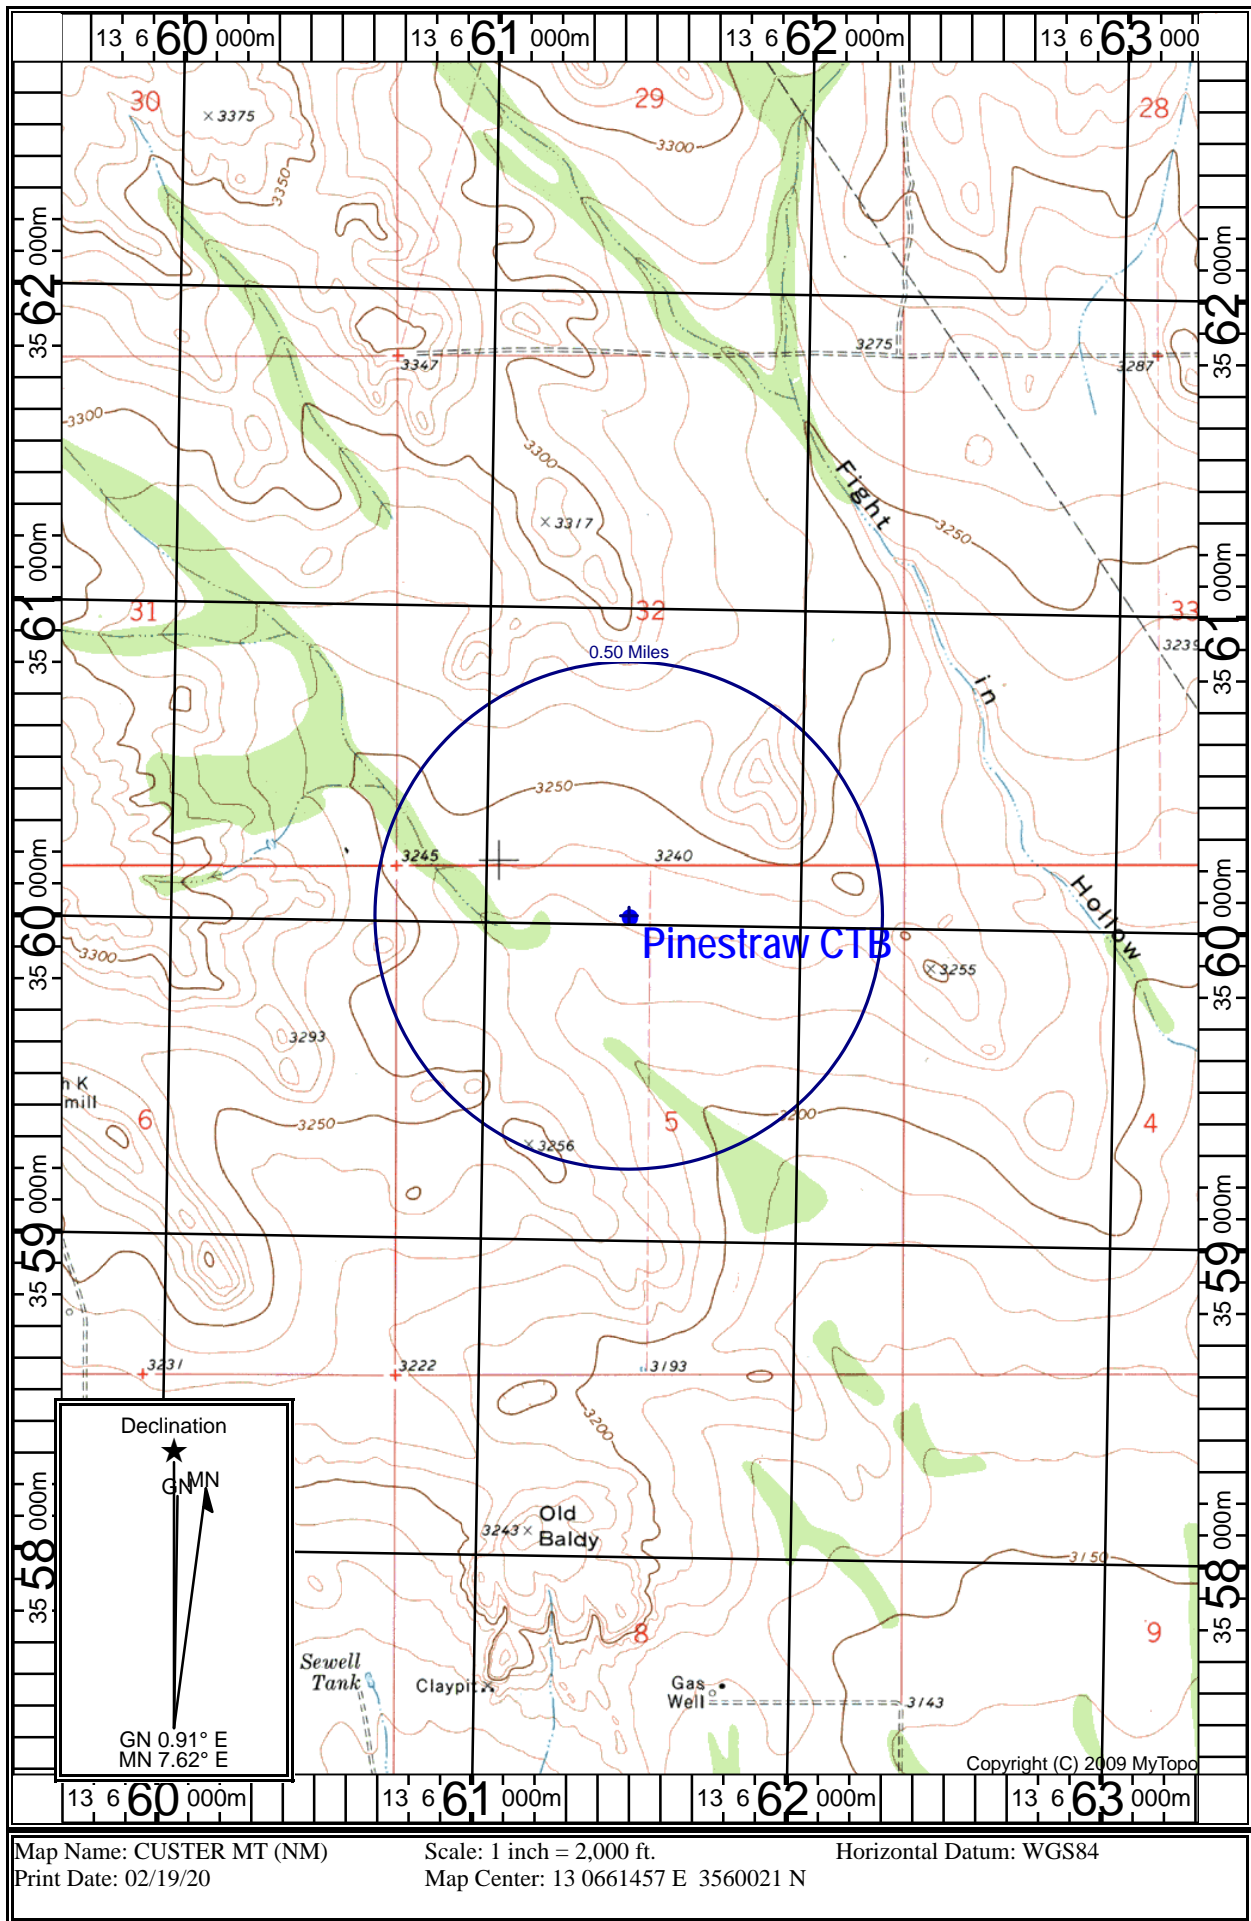 13 6 60 000m
13 6 61 000m
13 6 62 000m
13 6 63 000
30
3375
29
28
3300
3350
35 62 000m
35 62 000m
3275
3347
3287
3300
3300
Fight
3317
3250
35 61 000m
35 61 000m
31
32
33
3239
0.50 Miles
in
3250
3245
3240
Hollow
35 60 000m
35 60 000m
Pinestraw CTB
3300
3255
3293
K
mill
6
3250
5
3200
4
3256
35 59 000m
35 59 000m
3231
3222
3193
Declination
GN
MN
GN 0.91° E
MN 7.62° E
3200
Old
Baldy
3243
3150
35 58 000m
35 58 000m
8
9
Sewell
Tank
Claypit
Gas
Well
3143
Copyright (C) 2009 MyTopo
13 6 60 000m
13 6 61 000m
13 6 62 000m
13 6 63 000m
Map Name: CUSTER MT (NM)
Scale: 1 inch = 2,000 ft.
Horizontal Datum: WGS84
Print Date: 02/19/20
Map Center: 13 0661457 E 3560021 N